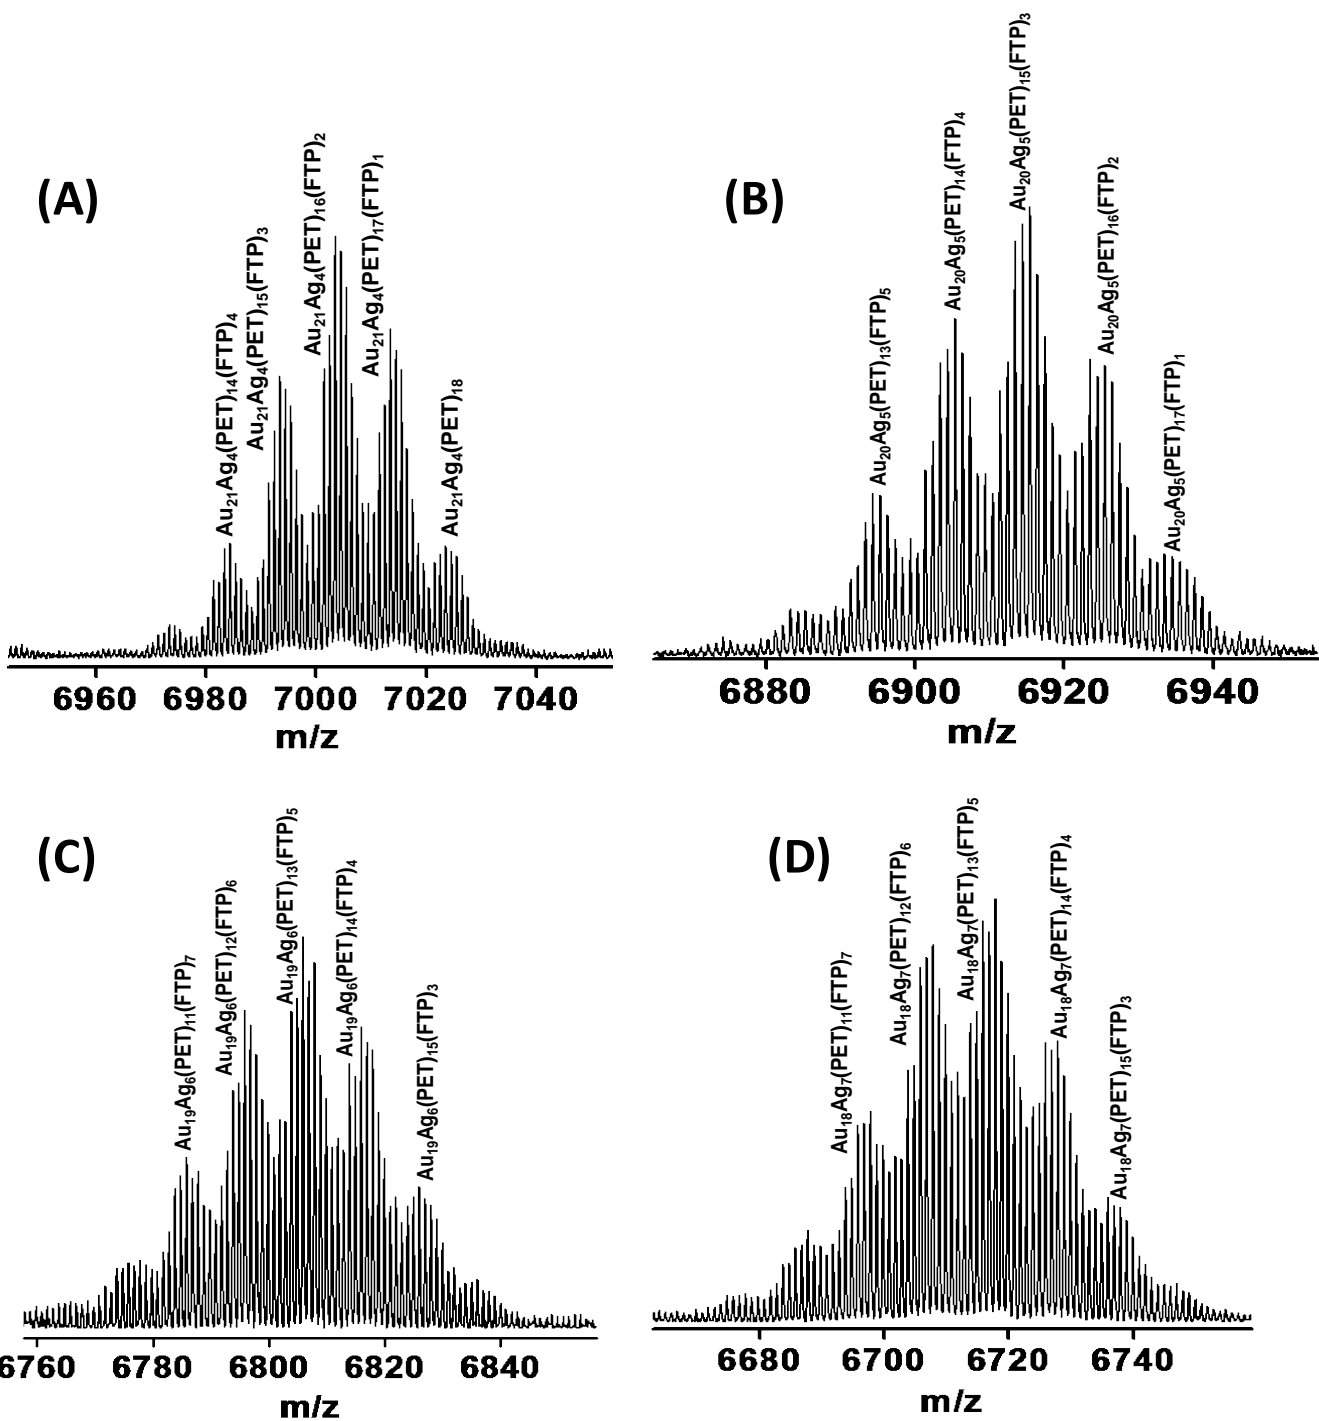 (A)
Au21Ag4(PET)14(FTP)4
Au21Ag4(PET)15(FTP)3
Au21Ag4(PET)16(FTP)2
Au21Ag4(PET)17(FTP)1
Au21Ag4(PET)18
6960 6980 7000 7020 7040
m/z
(B)
Au20Ag5(PET)13(FTP)5
Au20Ag5(PET)14(FTP)4
Au20Ag5(PET)15(FTP)3
Au20Ag5(PET)16(FTP)2
Au20Ag5(PET)17(FTP)1
6880 6900 6920 6940
m/z
(C)
Au19Ag6(PET)11(FTP)7
Au19Ag6(PET)12(FTP)6
Au19Ag6(PET)13(FTP)5
Au19Ag6(PET)14(FTP)4
Au19Ag6(PET)15(FTP)3
6760 6780 6800 6820 6840
m/z
(D)
Au18Ag7(PET)11(FTP)7
Au18Ag7(PET)12(FTP)6
Au18Ag7(PET)13(FTP)5
Au18Ag7(PET)14(FTP)4
Au18Ag7(PET)15(FTP)3
6680 6700 6720 6740
m/z